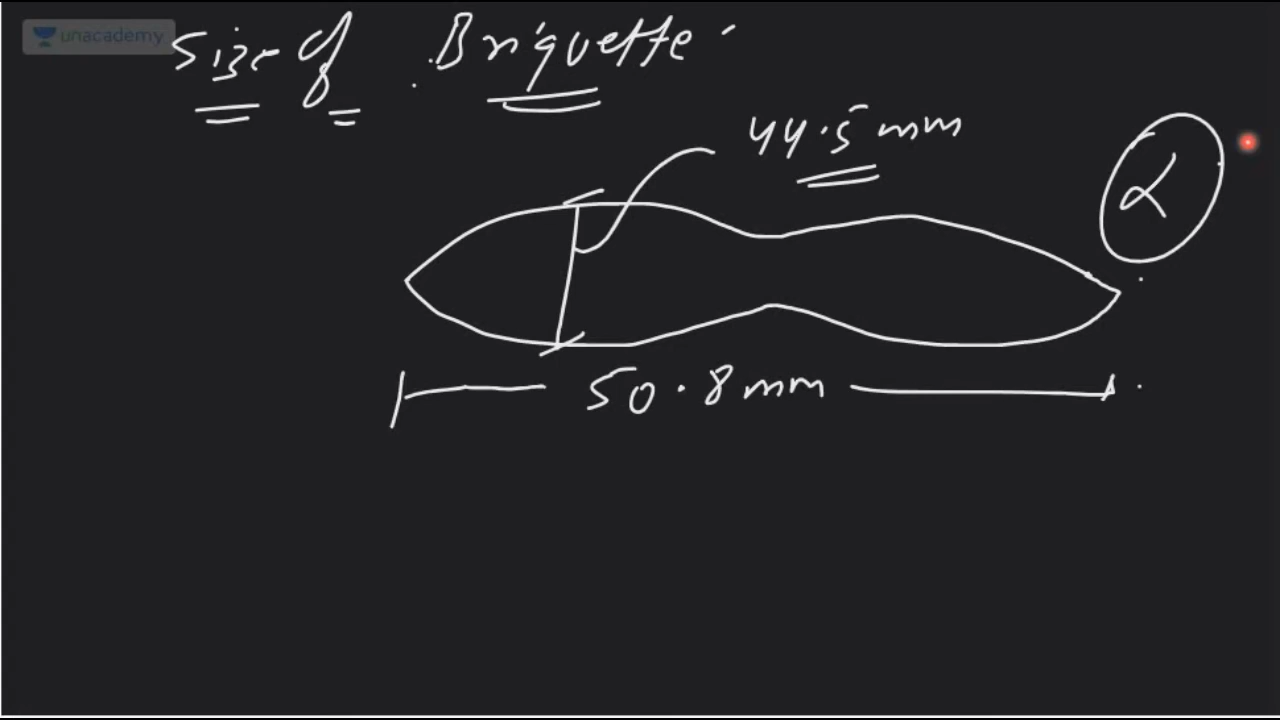 unacademy
Size of Briquette
44.5 mm
α
50.8 mm